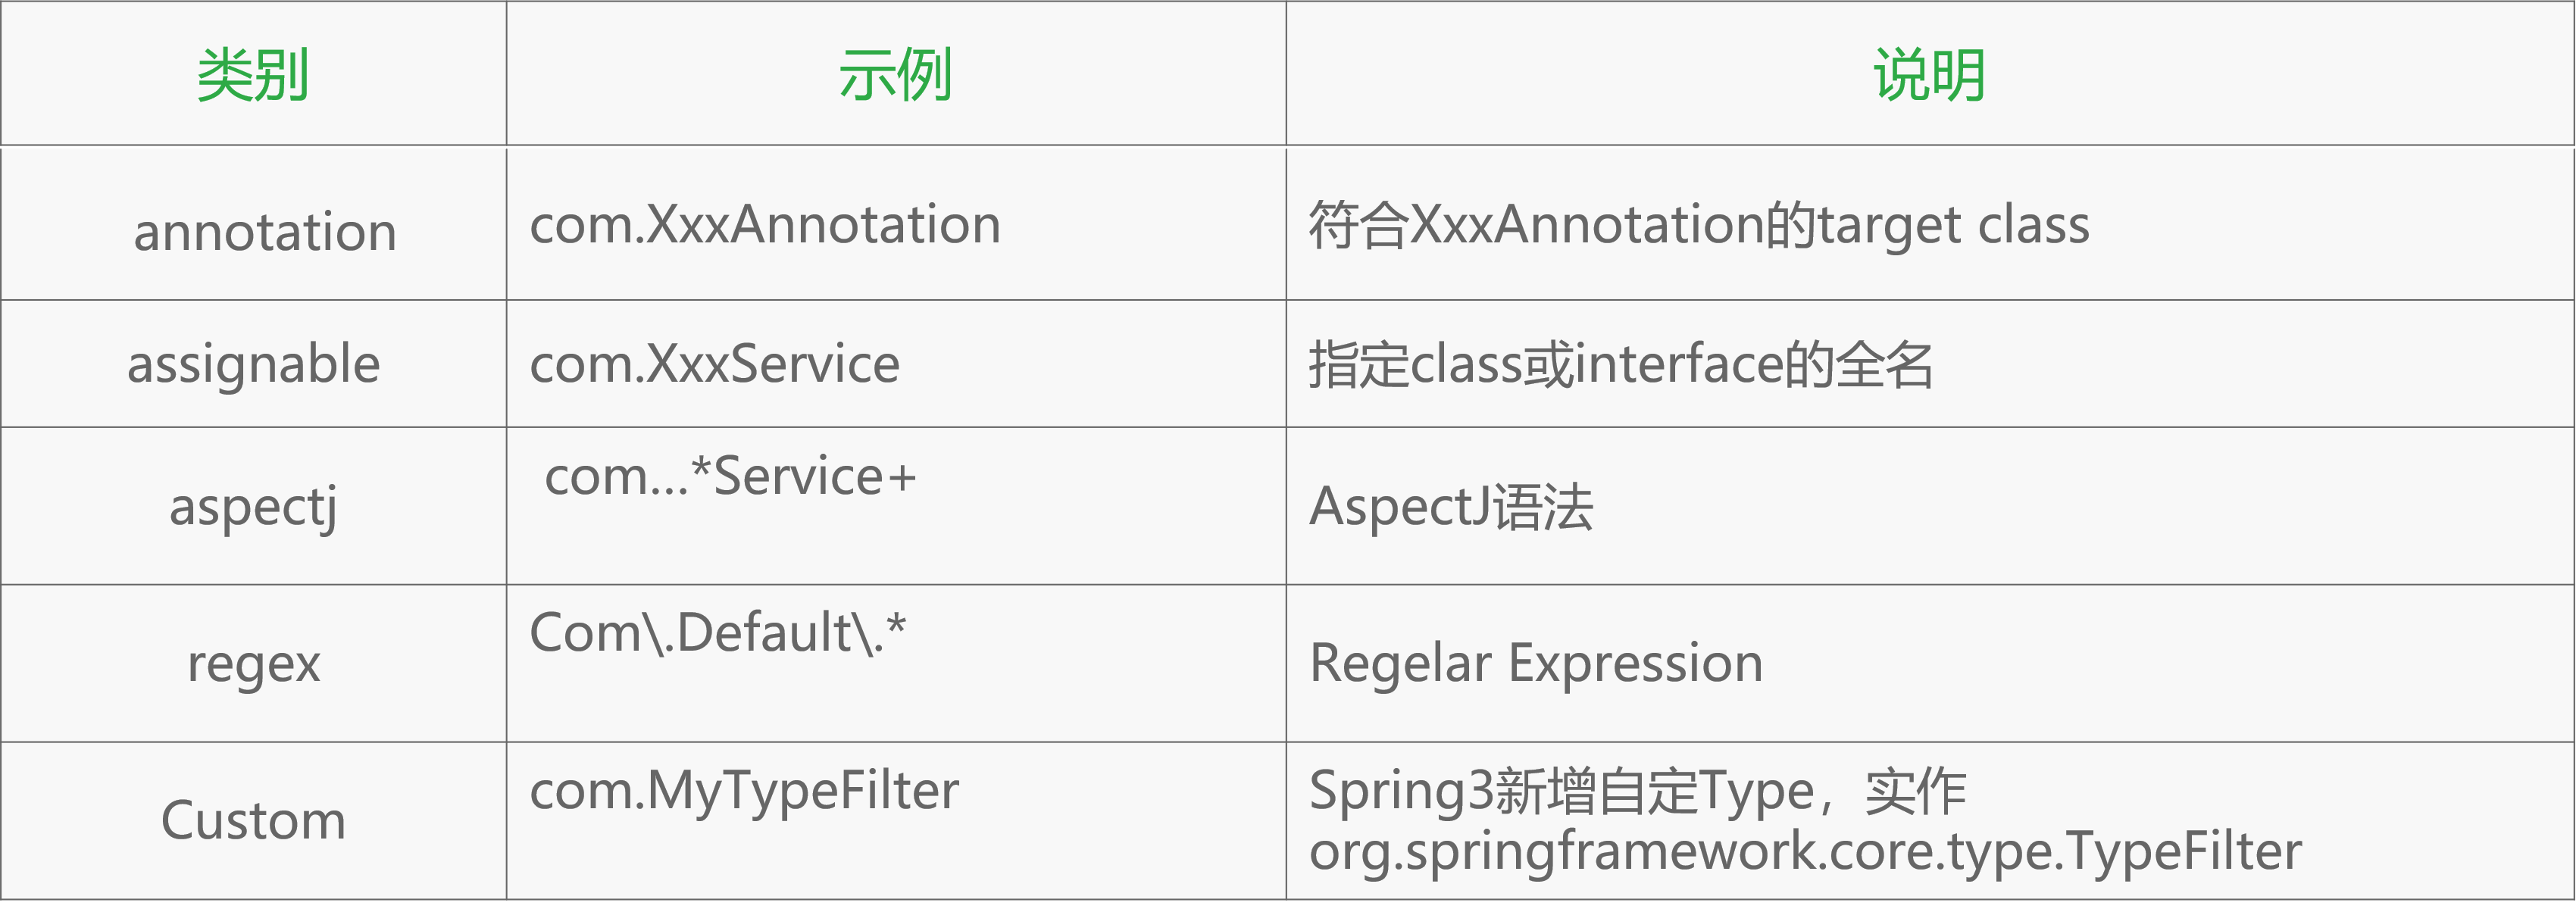 类别 示例 说明
annotation com.XxxAnnotation 符合XxxAnnotation的target class
assignable com.XxxService 指定class或interface的全名
aspectj com...*Service+ AspectJ语法
regex Com\.Default\.* Regelar Expression
Custom com.MyTypeFilter Spring3新增自定Type，实作
org.springframework.core.type.TypeFilter